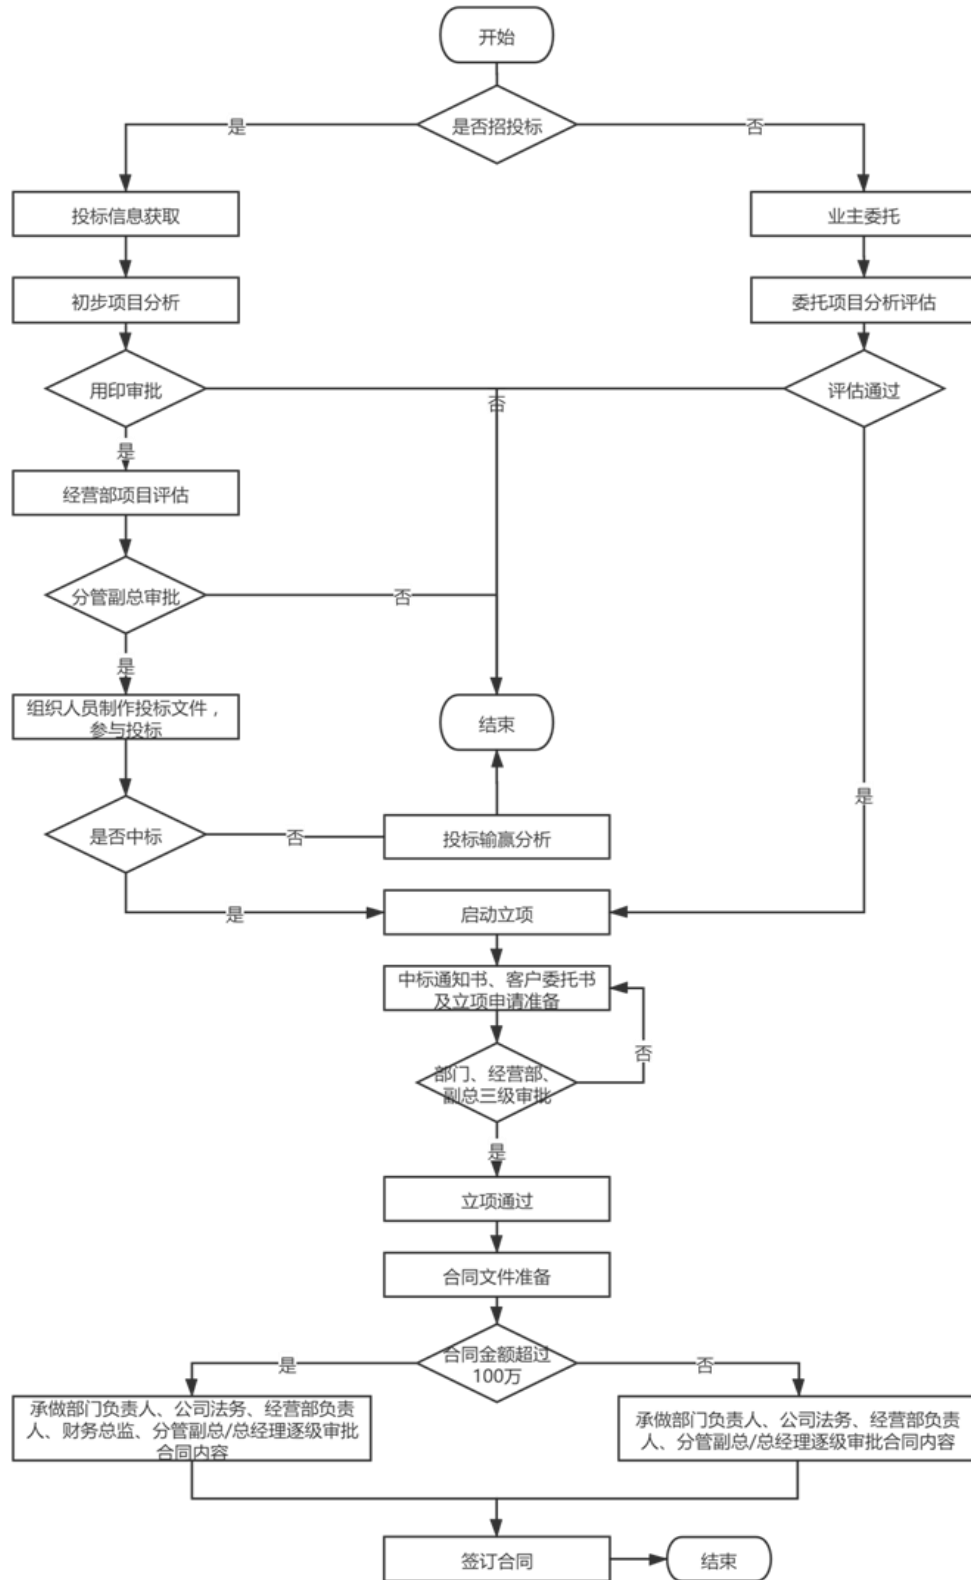 开始
是否招投标
是
否
投标信息获取
业主委托
初步项目分析
委托项目分析评估
用印审批
评估通过
否
是
经营部项目评估
分管副总审批
否
是
组织人员制作投标文件，
参与投标
结束
是
是否中标
否
投标输赢分析
是
启动立项
中标通知书、客户委托书
及立项申请准备
否
部门、经营部、
副总三级审批
是
立项通过
合同文件准备
合同金额超过
100万
是
否
承做部门负责人、公司法务、经营部负责
人、财务总监、分管副总/总经理逐级审批
合同内容
承做部门负责人、公司法务、经营部负责
人、分管副总/总经理逐级审批合同内容
签订合同
结束